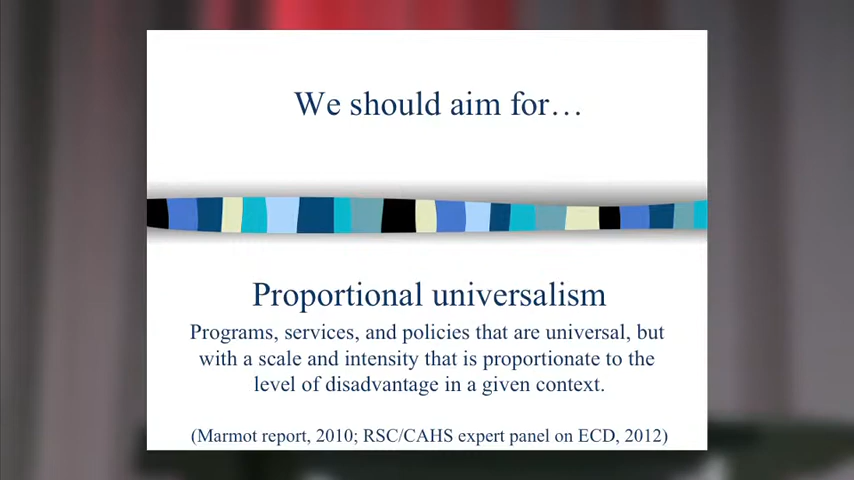 We should aim for…
Proportional universalism
Programs, services, and policies that are universal, but
with a scale and intensity that is proportionate to the
level of disadvantage in a given context.
(Marmot report, 2010; RSC/CAHS expert panel on ECD, 2012)